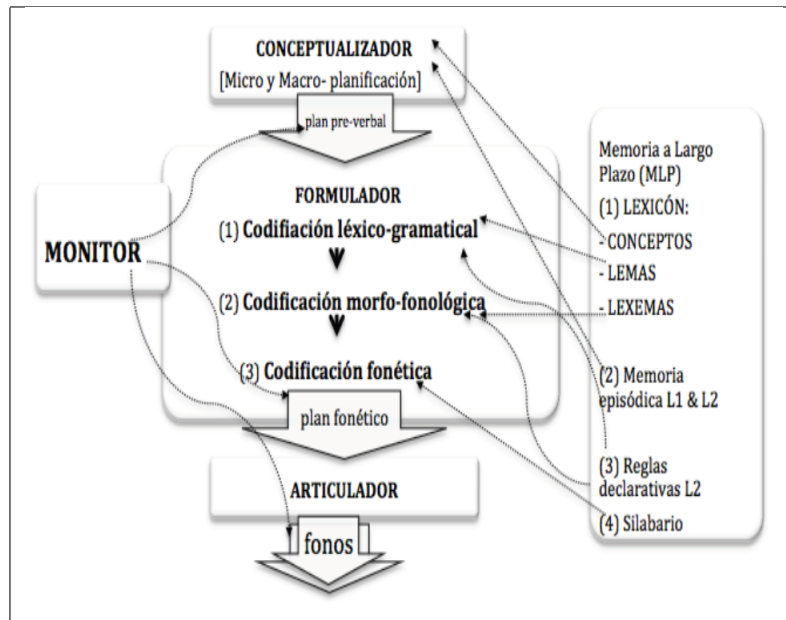 CONCEPTUALIZADOR
[Micro y Macro- planificación]
plan pre-verbal
MONITOR
FORMULADOR
(1) Codifiación léxico-gramatical
(2) Codificación morfo-fonológica
(3) Codificación fonética
plan fonético
ARTICULADOR
fonos
Memoria a Largo
Plazo (MLP)
(1) LEXICÓN:
- CONCEPTOS
- LEMAS
- LEXEMAS
(2) Memoria
episódica L1 & L2
(3) Reglas
declarativas L2
(4) Silabario